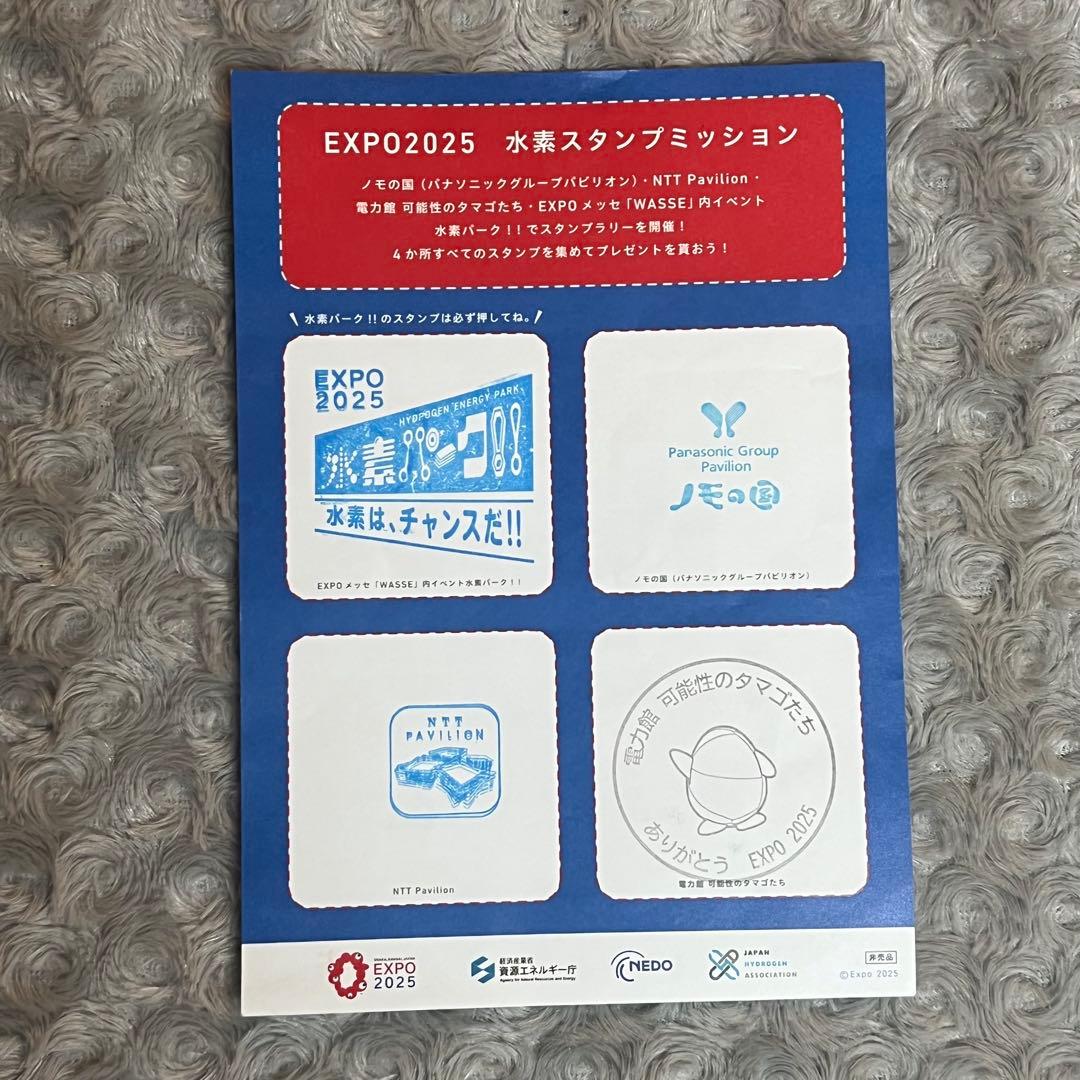 EXPO2025 水素スタンプミッション
ノモの国（パナソニックグループパビリオン）・NTT Pavilion・
電力館 可能性のタマゴたち・EXPOメッセ「WASSE」内イベント
水素パーク!!でスタンプラリーを開催！
4か所すべてのスタンプを集めてプレゼントを貰おう！
水素パーク!!のスタンプは必ず押してね。
EXPO
2025
HYDROGEN ENERGY PARK
水素パーク!!
水素は、チャンスだ!!
EXPOメッセ「WASSE」内イベント水素パーク！！
Panasonic Group
Pavilion
ノモの国
ノモの国（パナソニックグループパビリオン）
NTT
PAVILION
NTT Pavilion
電力館 可能性のタマゴたち
ありがとう EXPO 2025
電力館 可能性のタマゴたち
OSAKA, KANSAI, JAPAN
EXPO
2025
経済産業省
資源エネルギー庁
Agency for Natural Resources and Energy
NEDO
JAPAN
HYDROGEN
ASSOCIATION
非売品
©Expo 2025